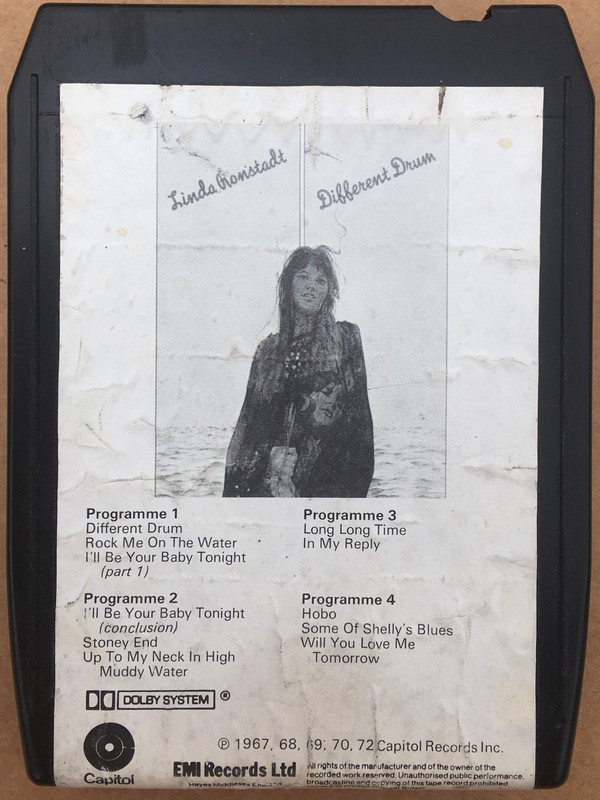 Linda Ronstadt
Different Drum
Programme 1
Different Drum
Rock Me On The Water
I'll Be Your Baby Tonight
(part 1)
Programme 2
I'll Be Your Baby Tonight
(conclusion)
Stoney End
Up To My Neck In High
Muddy Water
Programme 3
Long Long Time
In My Reply
Programme 4
Hobo
Some Of Shelly's Blues
Will You Love Me
Tomorrow
DOLBY SYSTEM ®
Capitol
℗ 1967, 68, 69, 70, 72 Capitol Records Inc.
EMI Records Ltd
Hayes Middlesex England
All rights of the manufacturer and of the owner of the
recorded work reserved. Unauthorised public performance,
broadcasting and copying of this tape record prohibited